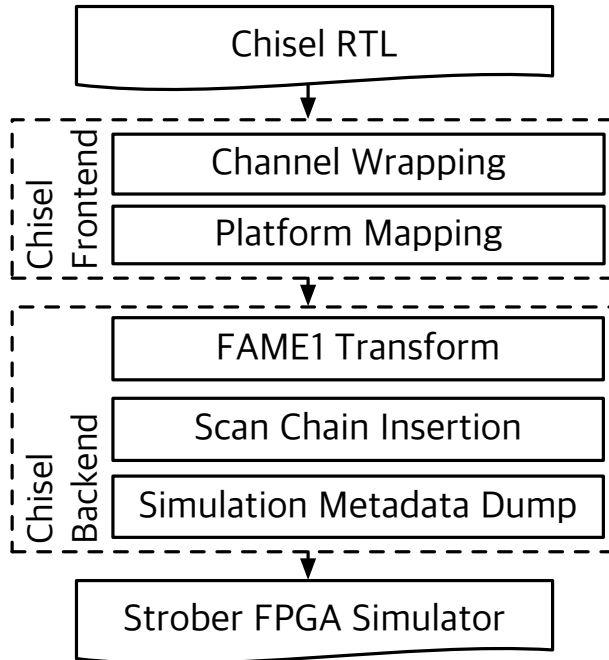 Chisel RTL
Chisel
Frontend
Channel Wrapping
Platform Mapping
Chisel
Backend
FAME1 Transform
Scan Chain Insertion
Simulation Metadata Dump
Strober FPGA Simulator